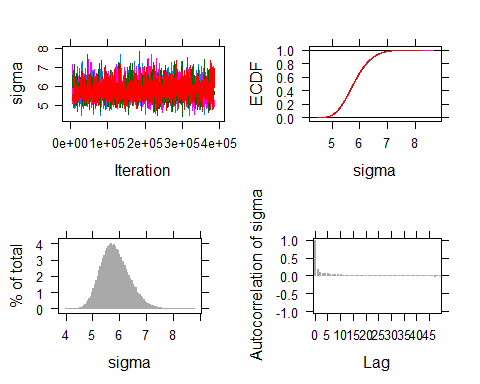 sigma
8
7
6
5
0e+00 1e+05 2e+05 3e+05 4e+05
Iteration
ECDF
1.0
0.8
0.6
0.4
0.2
0.0
5 6 7 8
sigma
% of total
4
3
2
1
0
4 5 6 7 8 9
sigma
Autocorrelation of sigma
1.0
0.5
0.0
-0.5
-1.0
0 5 10 15 20 25 30 35 40 45
Lag